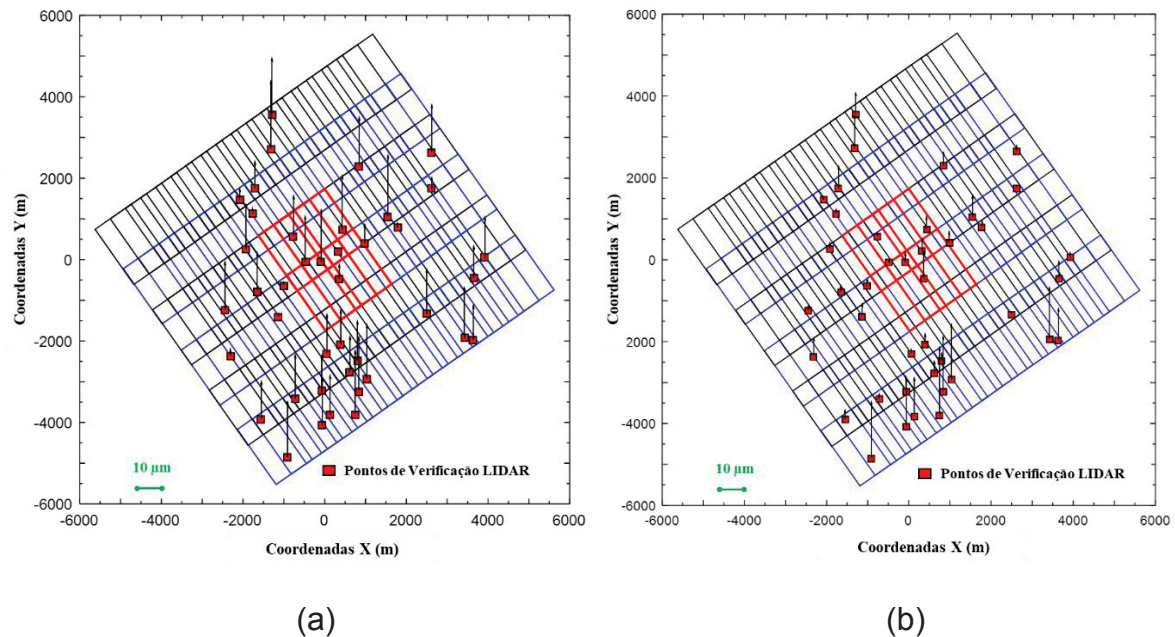 6000
4000
2000
0
-2000
-4000
-6000
Coordenadas Y (m)
10 µm
Pontos de Verificação LIDAR
-6000 -4000 -2000 0 2000 4000 6000
Coordenadas X (m)
(a)
6000
4000
2000
0
-2000
-4000
-6000
Coordenadas Y (m)
10 µm
Pontos de Verificação LIDAR
-6000 -4000 -2000 0 2000 4000 6000
Coordenadas X (m)
(b)